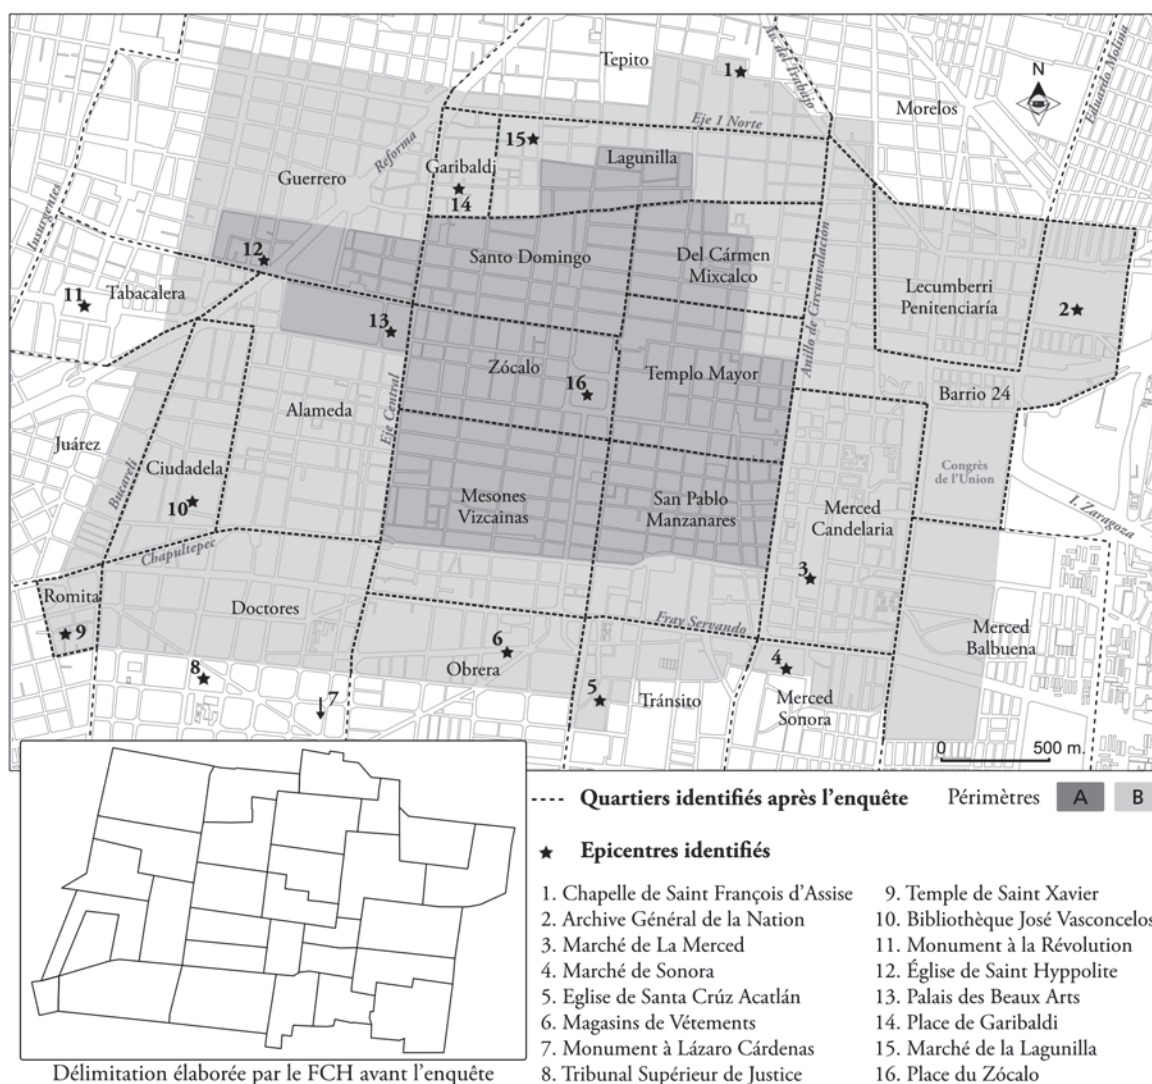 Tepito
1
Av. del Trabajo
Morelos
N
Eduardo Molina
Eje 1 Norte
15
Lagunilla
Reforma
Garibaldi
14
Guerrero
Insurgentes
12
Santo Domingo
Del Cármen
Mixcalco
Anillo de Circunvalación
Lecumberri
Penitenciaría
2
11
Tabacalera
13
Zócalo
16
Templo Mayor
Barrio 24
Alameda
Eje Central
Juárez
Bucareli
Ciudadela
10
Congrès
de l'Union
Mesones
Vizcainas
San Pablo
Manzanares
Merced
Candelaria
I. Zaragoza
Chapultepec
3
Romita
9
Doctores
Fray Servando
Merced
Balbuena
6
Obrera
8
7
5
Tránsito
4
Merced
Sonora
0 500 m.
Quartiers identifiés après l'enquête
Périmètres A B
Epicentres identifiés
1. Chapelle de Saint François d'Assise
2. Archive Général de la Nation
3. Marché de La Merced
4. Marché de Sonora
5. Eglise de Santa Crúz Acatlán
6. Magasins de Vétements
7. Monument à Lázaro Cárdenas
8. Tribunal Supérieur de Justice
9. Temple de Saint Xavier
10. Bibliothèque José Vasconcelos
11. Monument à la Révolution
12. Église de Saint Hyppolite
13. Palais des Beaux Arts
14. Place de Garibaldi
15. Marché de la Lagunilla
16. Place du Zócalo
Délimitation élaborée par le FCH avant l'enquête